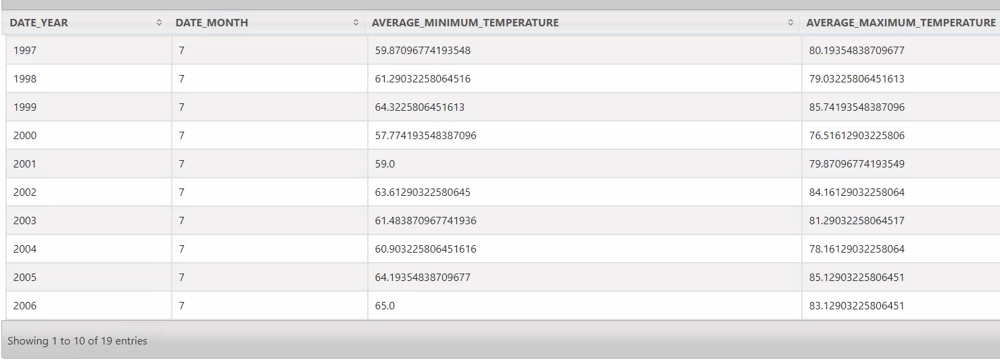 DATE_YEAR DATE_MONTH AVERAGE_MINIMUM_TEMPERATURE AVERAGE_MAXIMUM_TEMPERATURE
1997 7 59.87096774193548 80.19354838709677
1998 7 61.29032258064516 79.03225806451613
1999 7 64.3225806451613 85.74193548387096
2000 7 57.774193548387096 76.51612903225806
2001 7 59.0 79.87096774193549
2002 7 63.61290322580645 84.16129032258064
2003 7 61.483870967741936 81.29032258064517
2004 7 60.903225806451616 78.16129032258064
2005 7 64.19354838709677 85.12903225806451
2006 7 65.0 83.12903225806451
Showing 1 to 10 of 19 entries